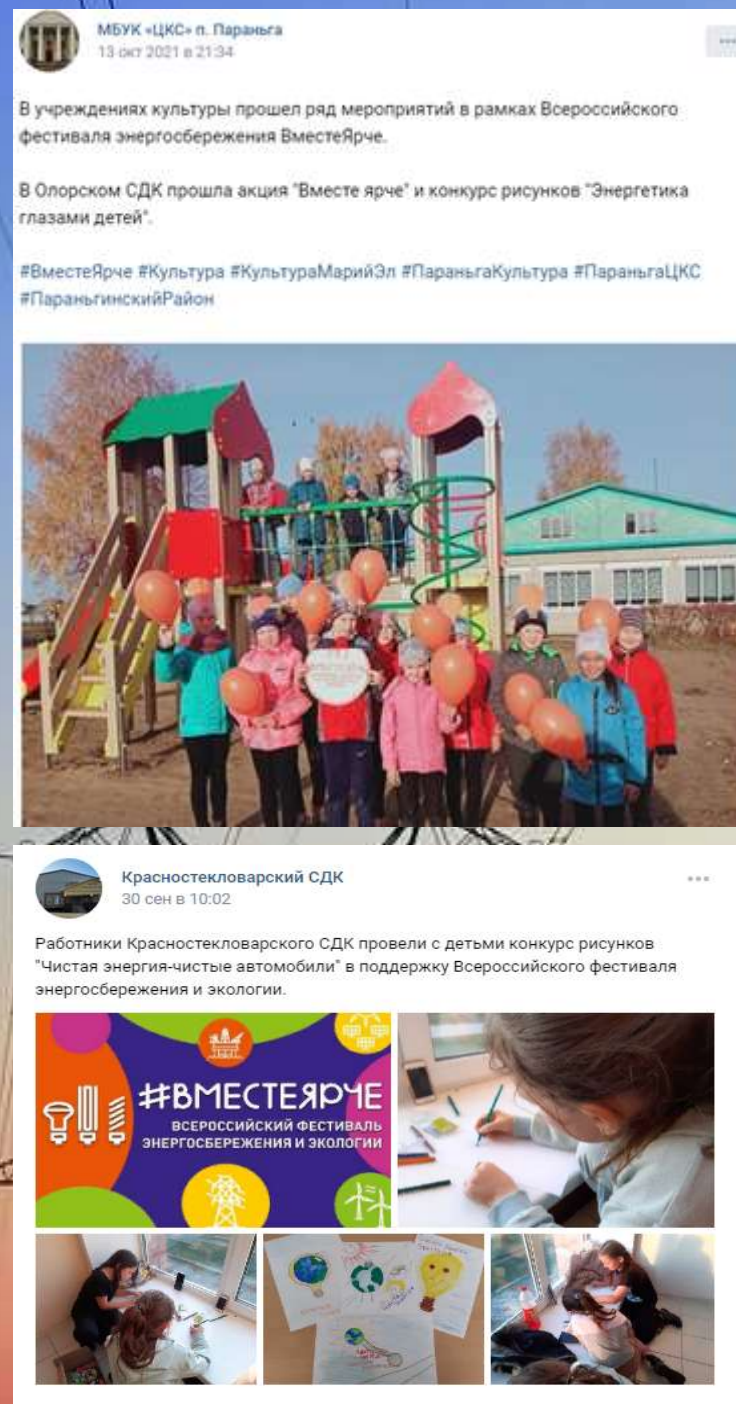 МБУК «ЦКС» п. Параньга
13 окт 2021 в 21:34
В учреждениях культуры прошел ряд мероприятий в рамках Всероссийского
фестиваля энергосбережения ВместеЯрче.
В Олорском СДК прошла акция "Вместе ярче" и конкурс рисунков "Энергетика
глазами детей".
#ВместеЯрче #Культура #КультураМарийЭл #ПараньгаКультура #ПараньгаЦКС
#ПараньгинскийРайон
Красностекловарский СДК
30 сен в 10:02
Работники Красностекловарского СДК провели с детьми конкурс рисунков
"Чистая энергия-чистые автомобили" в поддержку Всероссийского фестиваля
энергосбережения и экологии.
#ВМЕСТЕЯРЧЕ
ВСЕРОССИЙСКИЙ ФЕСТИВАЛЬ
ЭНЕРГОСБЕРЕЖЕНИЯ И ЭКОЛОГИИ